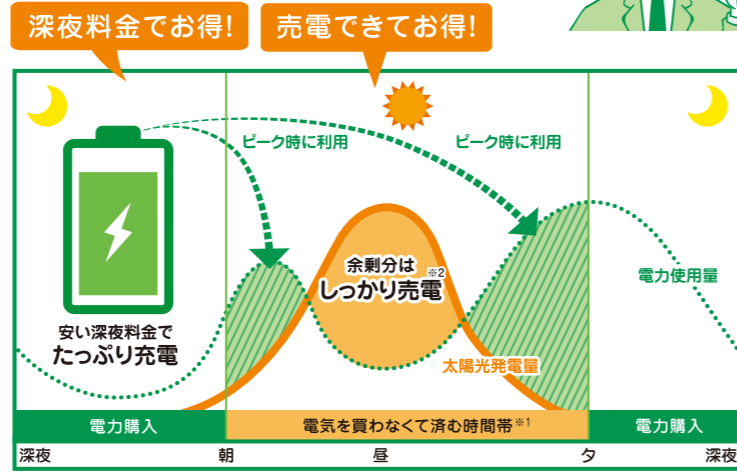 深夜料金でお得!
売電できてお得!
ピーク時に利用
ピーク時に利用
余剰分は
しっかり売電※2
電力使用量
安い深夜料金で
たっぷり充電
太陽光発電量
電力購入
電気を買わなくて済む時間帯※1
電力購入
深夜
朝
昼
夕
深夜